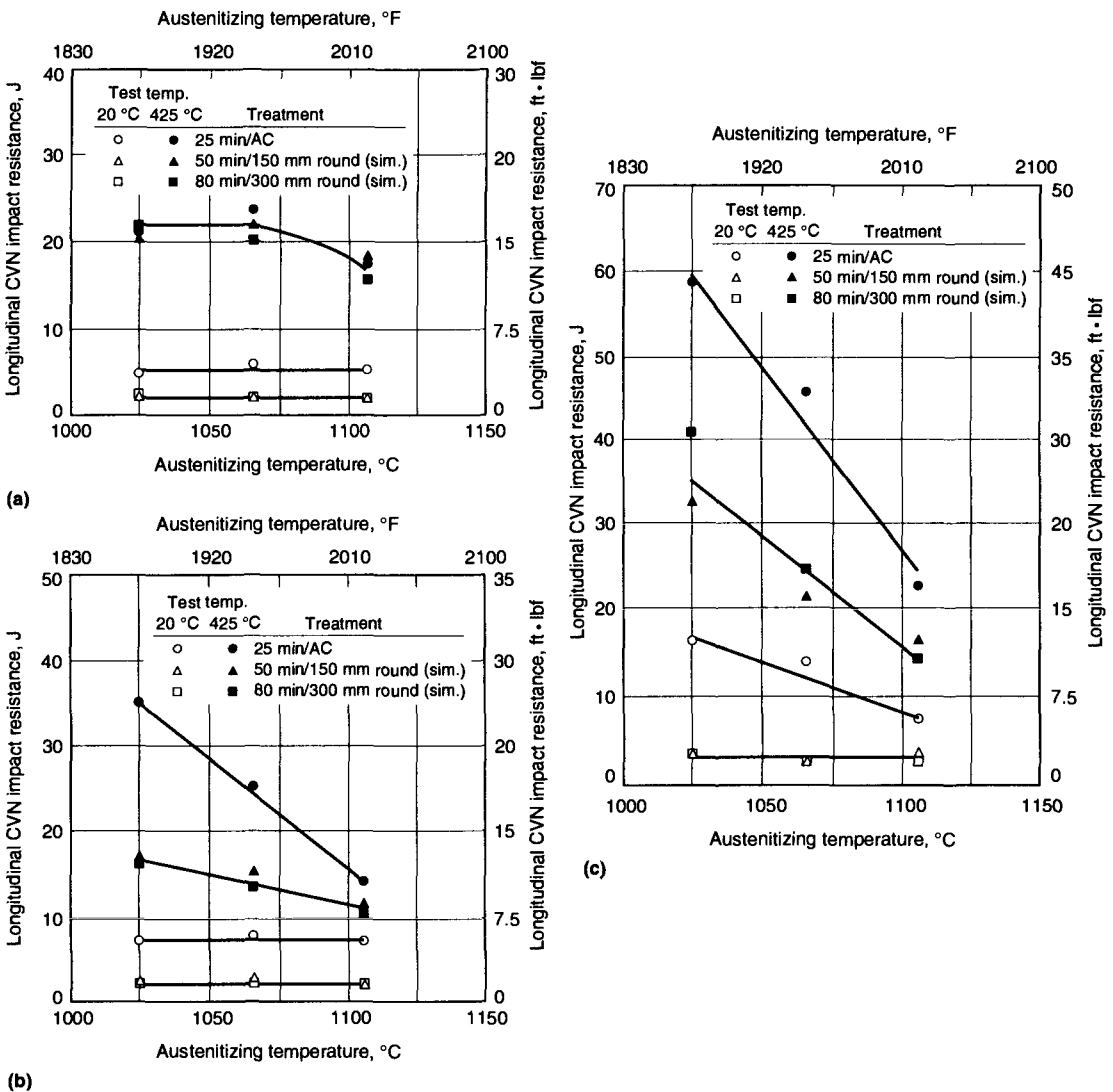 Austenitizing temperature, °F
1830 1920 2010 2100
Longitudinal CVN impact resistance, J
40
30
20
10
0
Test temp.
20 °C 425 °C Treatment
25 min/AC
50 min/150 mm round (sim.)
80 min/300 mm round (sim.)
30
20
15
7.5
0
Longitudinal CVN impact resistance, ft • lbf
1000 1050 1100 1150
Austenitizing temperature, °C
(a)
Austenitizing temperature, °F
1830 1920 2010 2100
Longitudinal CVN impact resistance, J
50
40
30
20
10
0
Test temp.
20 °C 425 °C Treatment
25 min/AC
50 min/150 mm round (sim.)
80 min/300 mm round (sim.)
35
30
20
15
7.5
0
Longitudinal CVN impact resistance, ft • lbf
1000 1050 1100 1150
Austenitizing temperature, °C
(b)
Austenitizing temperature, °F
1830 1920 2010 2100
Longitudinal CVN impact resistance, J
70
60
50
40
30
20
10
0
Test temp.
20 °C 425 °C Treatment
25 min/AC
50 min/150 mm round (sim.)
80 min/300 mm round (sim.)
50
45
35
30
20
15
7.5
0
Longitudinal CVN impact resistance, ft • lbf
1000 1050 1100 1150
Austenitizing temperature, °C
(c)